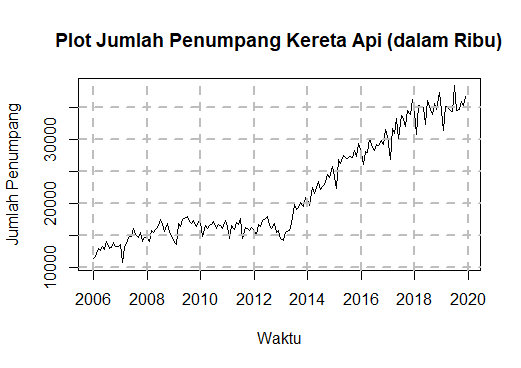 Plot Jumlah Penumpang Kereta Api (dalam Ribu)
Jumlah Penumpang
30000
20000
10000
2006 2008 2010 2012 2014 2016 2018 2020
Waktu